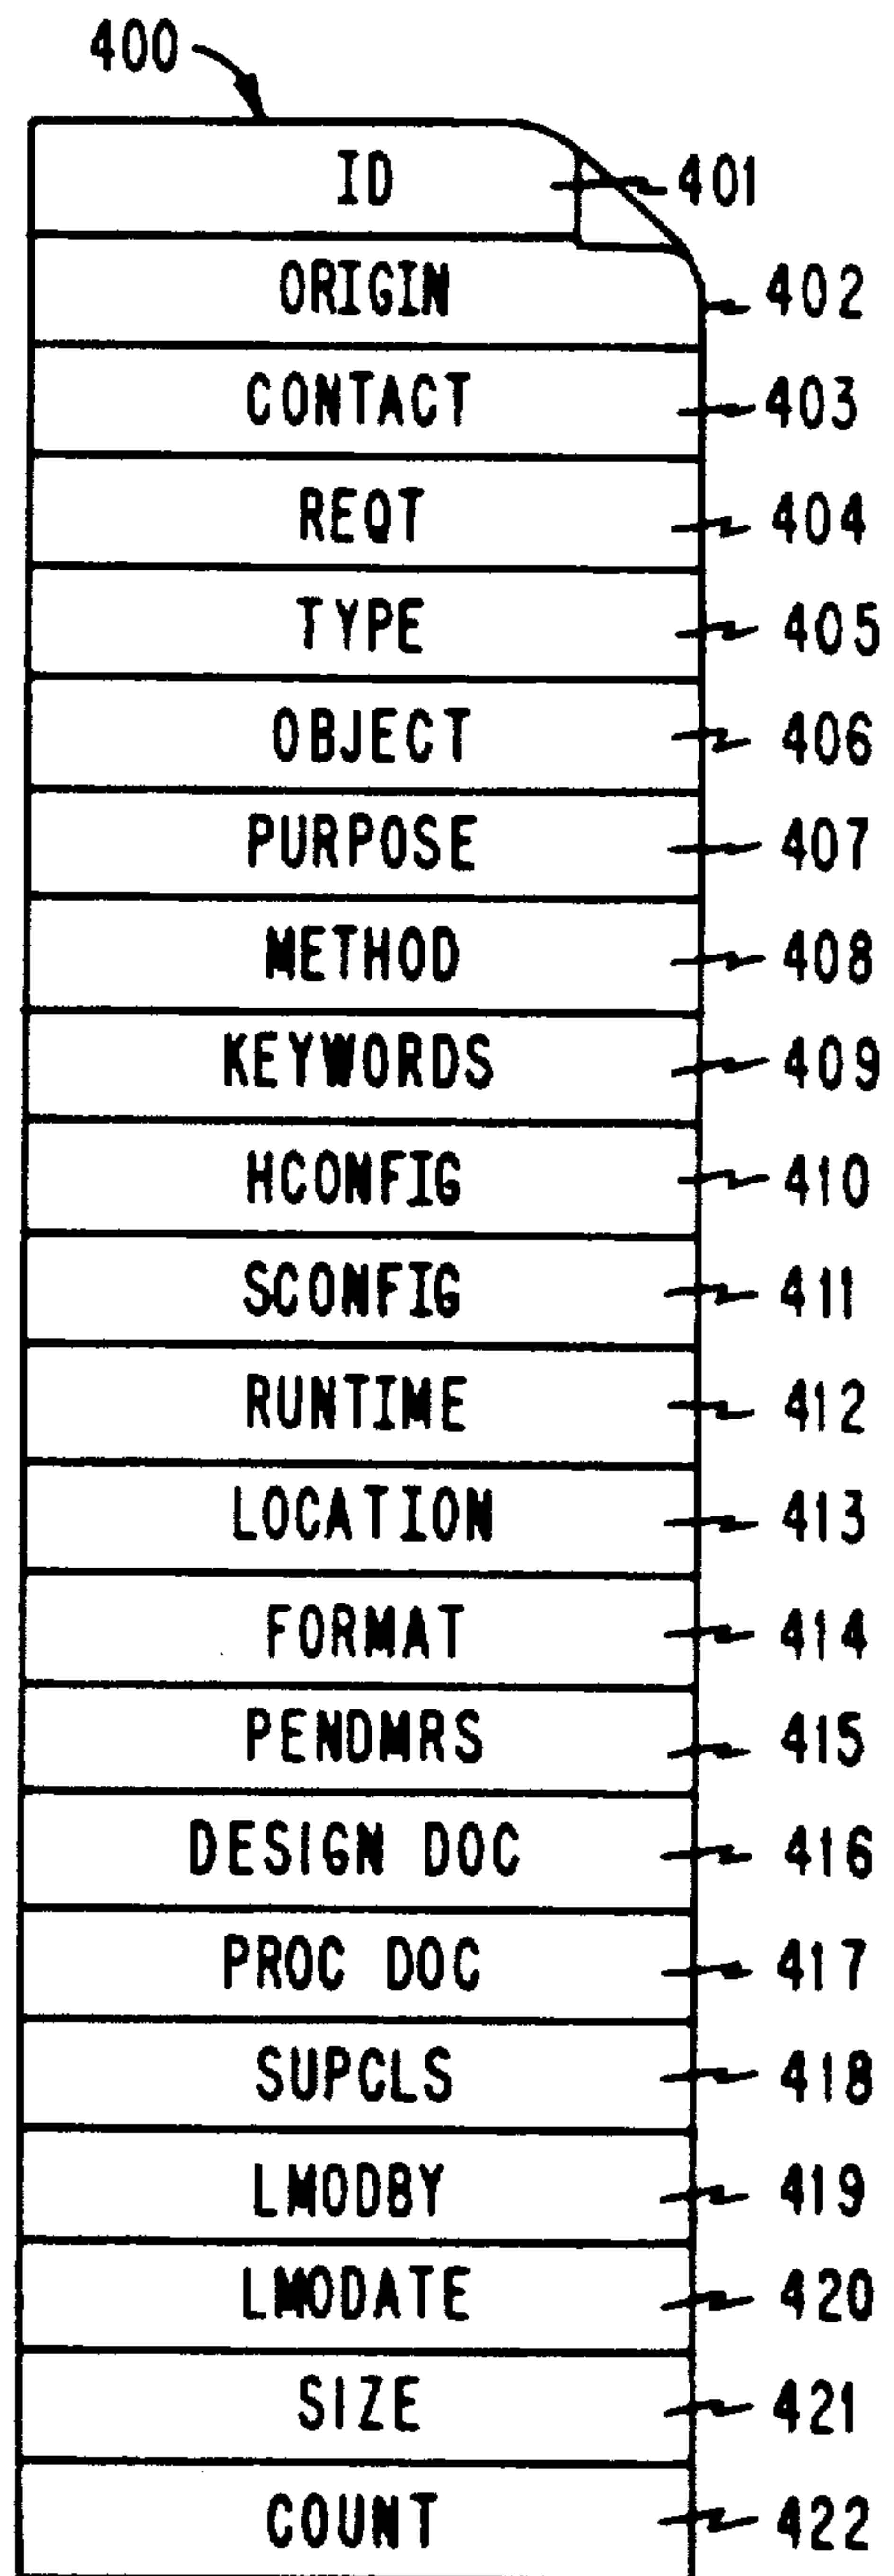 400
ID 401
ORIGIN 402
CONTACT 403
REQT 404
TYPE 405
OBJECT 406
PURPOSE 407
METHOD 408
KEYWORDS 409
HCONFIG 410
SCONFIG 411
RUNTIME 412
LOCATION 413
FORMAT 414
PENDMRS 415
DESIGN DOC 416
PROC DOC 417
SUPCLS 418
LMODBY 419
LMODATE 420
SIZE 421
COUNT 422